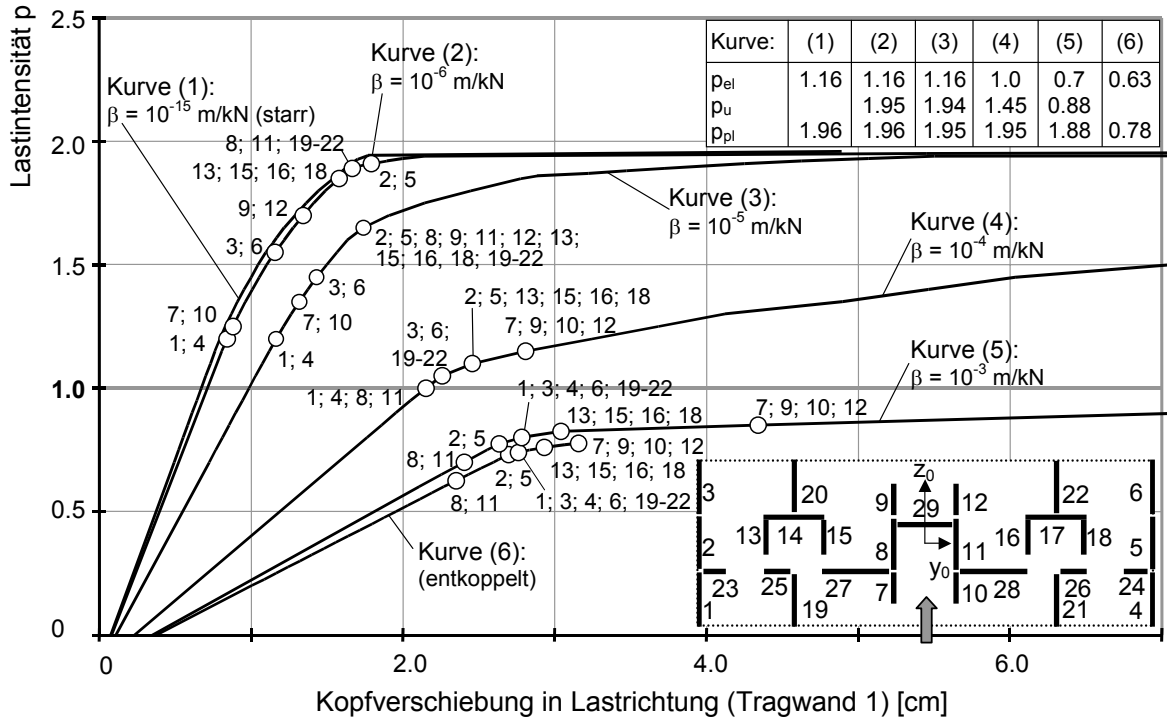 Lastintensität p
2.5
2.0
1.5
1.0
0.5
0
0
2.0
4.0
6.0
Kopfverschiebung in Lastrichtung (Tragwand 1) [cm]
Kurve: (1) (2) (3) (4) (5) (6)
p_el 1.16 1.16 1.16 1.0 0.7 0.63
p_u 1.95 1.94 1.45 0.88
p_pl 1.96 1.96 1.95 1.95 1.88 0.78
Kurve (2):
β = 10^-6 m/kN
Kurve (1):
β = 10^-15 m/kN (starr)
8; 11; 19-22
13; 15; 16; 18
2; 5
9; 12
3; 6
7; 10
1; 4
Kurve (3):
β = 10^-5 m/kN
2; 5; 8; 9; 11; 12; 13;
15; 16; 18; 19-22
3; 6
7; 10
1; 4
Kurve (4):
β = 10^-4 m/kN
2; 5; 13; 15; 16; 18
7; 9; 10; 12
3; 6;
19-22
1; 4; 8; 11
Kurve (5):
β = 10^-3 m/kN
1; 3; 4; 6; 19-22
13; 15; 16; 18
7; 9; 10; 12
2; 5
8; 11
7; 9; 10; 12
13; 15; 16; 18
2; 5
1; 3; 4; 6; 19-22
8; 11
Kurve (6):
(entkoppelt)
z_0
3 20 9 29 12 22 6
2 13 14 15 8 11 16 17 18 5
y_0
23 25 27 7 10 28 26 24
1 19 21 4